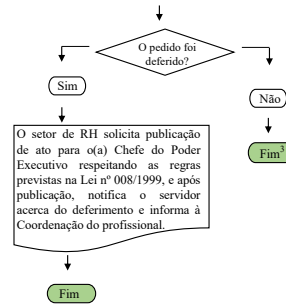 O pedido foi
deferido?
Sim
Não
O setor de RH solicita publicação
de ato para o(a) Chefe do Poder
Executivo respeitando as regras
previstas na Lei nº 008/1999, e após
publicação, notifica o servidor
acerca do deferimento e informa à
Coordenação do profissional.
Fim³
Fim